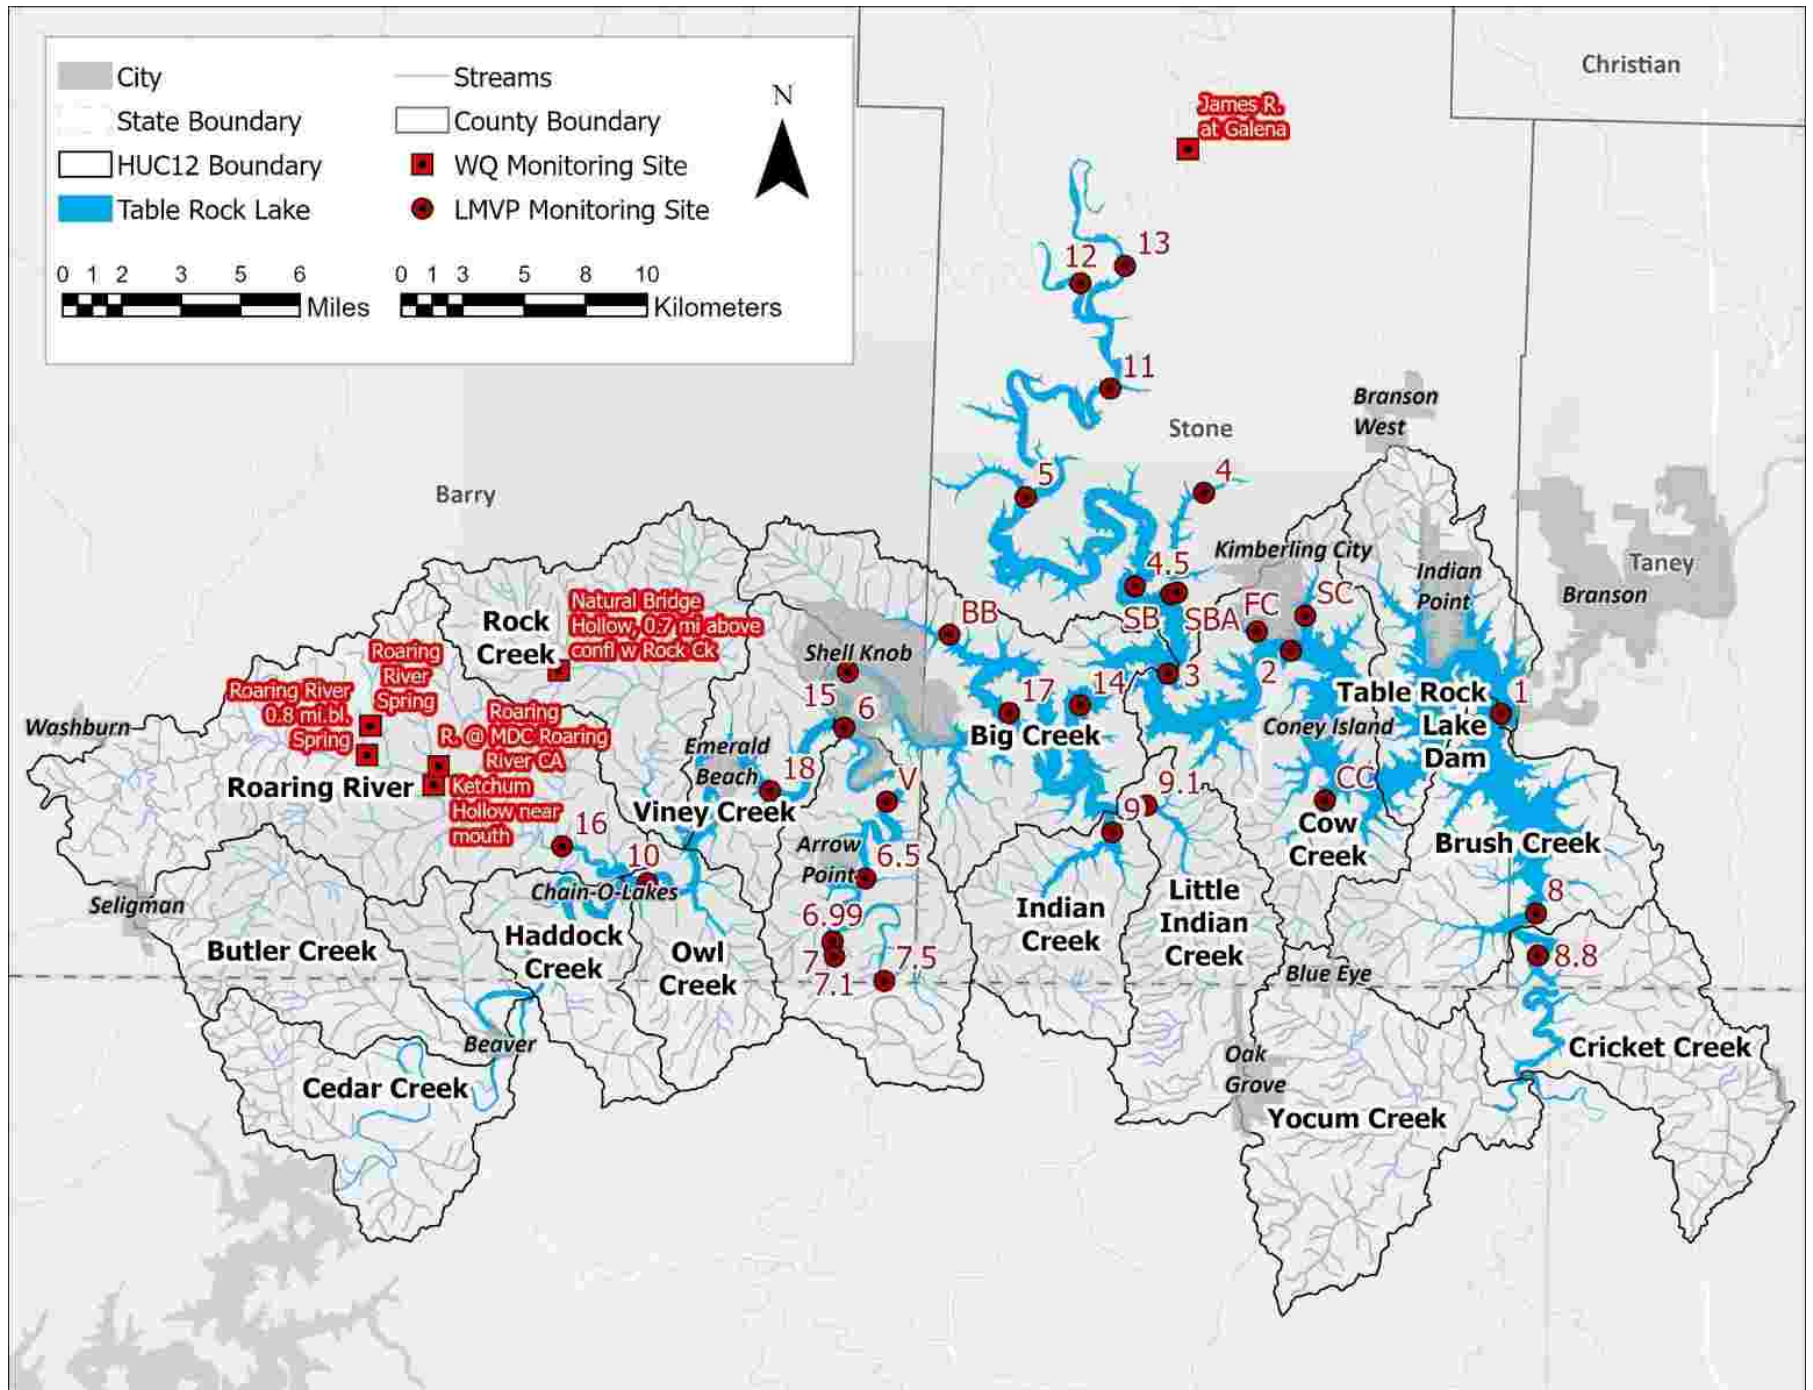 City
Streams
State Boundary
County Boundary
HUC12 Boundary
WQ Monitoring Site
Table Rock Lake
LMVP Monitoring Site
N
0 1 2 3 5 6
Miles
0 1 3 5 8 10
Kilometers
Christian
James R.
at Galena
13
12
11
Branson
West
Stone
5
4
Barry
Kimberling City
4.5
Indian
Point
Taney
Branson
Natural Bridge
Hollow, 0.7 mi above
confl w Rock Ck
Rock
Creek
BB
SB
SBA
FC
SC
Roaring
River
Spring
Shell Knob
Roaring River
0.8 mi.bl.
Spring
15
6
17
14
3
2
Table Rock
Lake
Dam
1
Washburn
Roaring
R. @ MDC Roaring
River CA
Emerald
Beach
Big Creek
Coney Island
Roaring River
Ketchum
Hollow near
mouth
18
V
9.1
CC
Viney Creek
9
16
Cow
Creek
Brush Creek
10
Arrow
Point
6.5
Chain-O-Lakes
Seligman
6.99
Indian
Creek
Little
Indian
Creek
8
Butler Creek
Haddock
Creek
Owl
Creek
7
7.1
7.5
Blue Eye
8.8
Beaver
Cedar Creek
Oak
Grove
Cricket Creek
Yocum Creek